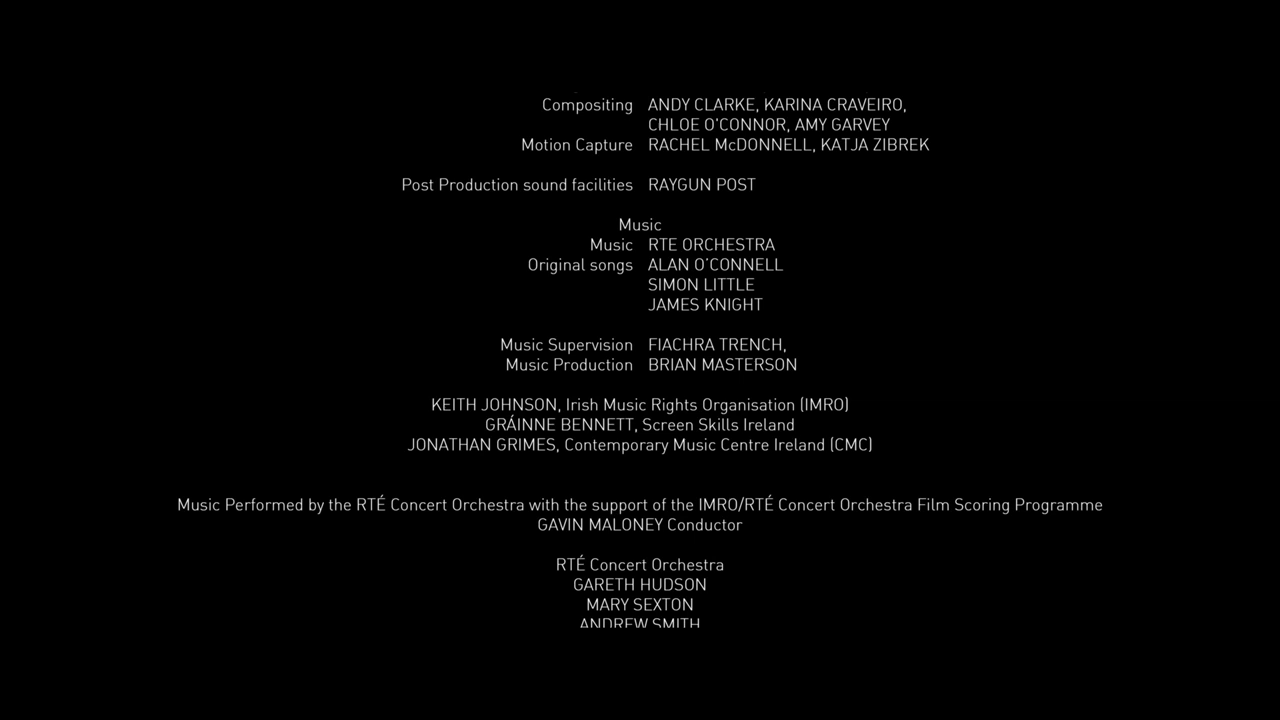 Compositing ANDY CLARKE, KARINA CRAVEIRO,
CHLOE O'CONNOR, AMY GARVEY
Motion Capture RACHEL McDONNELL, KATJA ZIBREK
Post Production sound facilities RAYGUN POST
Music
Music RTE ORCHESTRA
Original songs ALAN O'CONNELL
SIMON LITTLE
JAMES KNIGHT
Music Supervision FIACHRA TRENCH,
Music Production BRIAN MASTERSON
KEITH JOHNSON, Irish Music Rights Organisation (IMRO)
GRÁINNE BENNETT, Screen Skills Ireland
JONATHAN GRIMES, Contemporary Music Centre Ireland (CMC)
Music Performed by the RTÉ Concert Orchestra with the support of the IMRO/RTÉ Concert Orchestra Film Scoring Programme
GAVIN MALONEY Conductor
RTÉ Concert Orchestra
GARETH HUDSON
MARY SEXTON
ANDREW SMITH